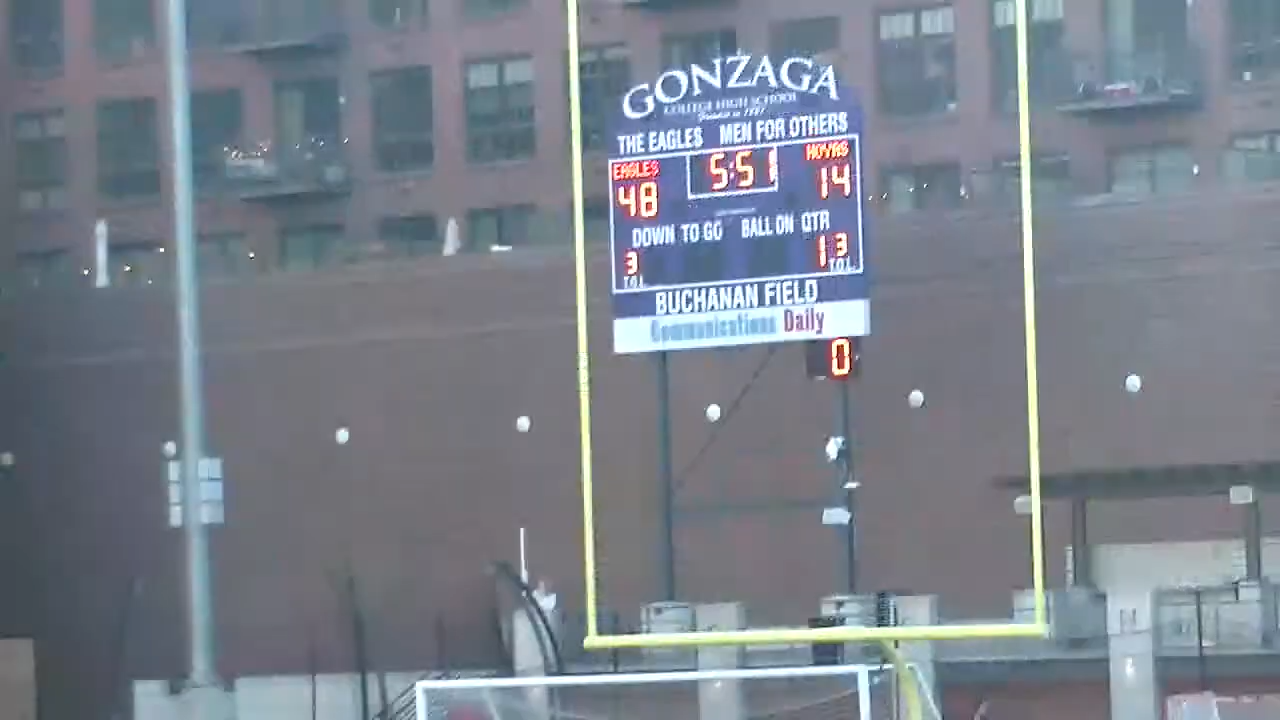 GONZAGA
COLLEGE HIGH SCHOOL
THE EAGLES MEN FOR OTHERS
EAGLES 5:51 HOYAS
48 14
DOWN TO GO BALL ON QTR
3 1 3
T.O.L. T.O.L.
BUCHANAN FIELD
Communications Daily
0